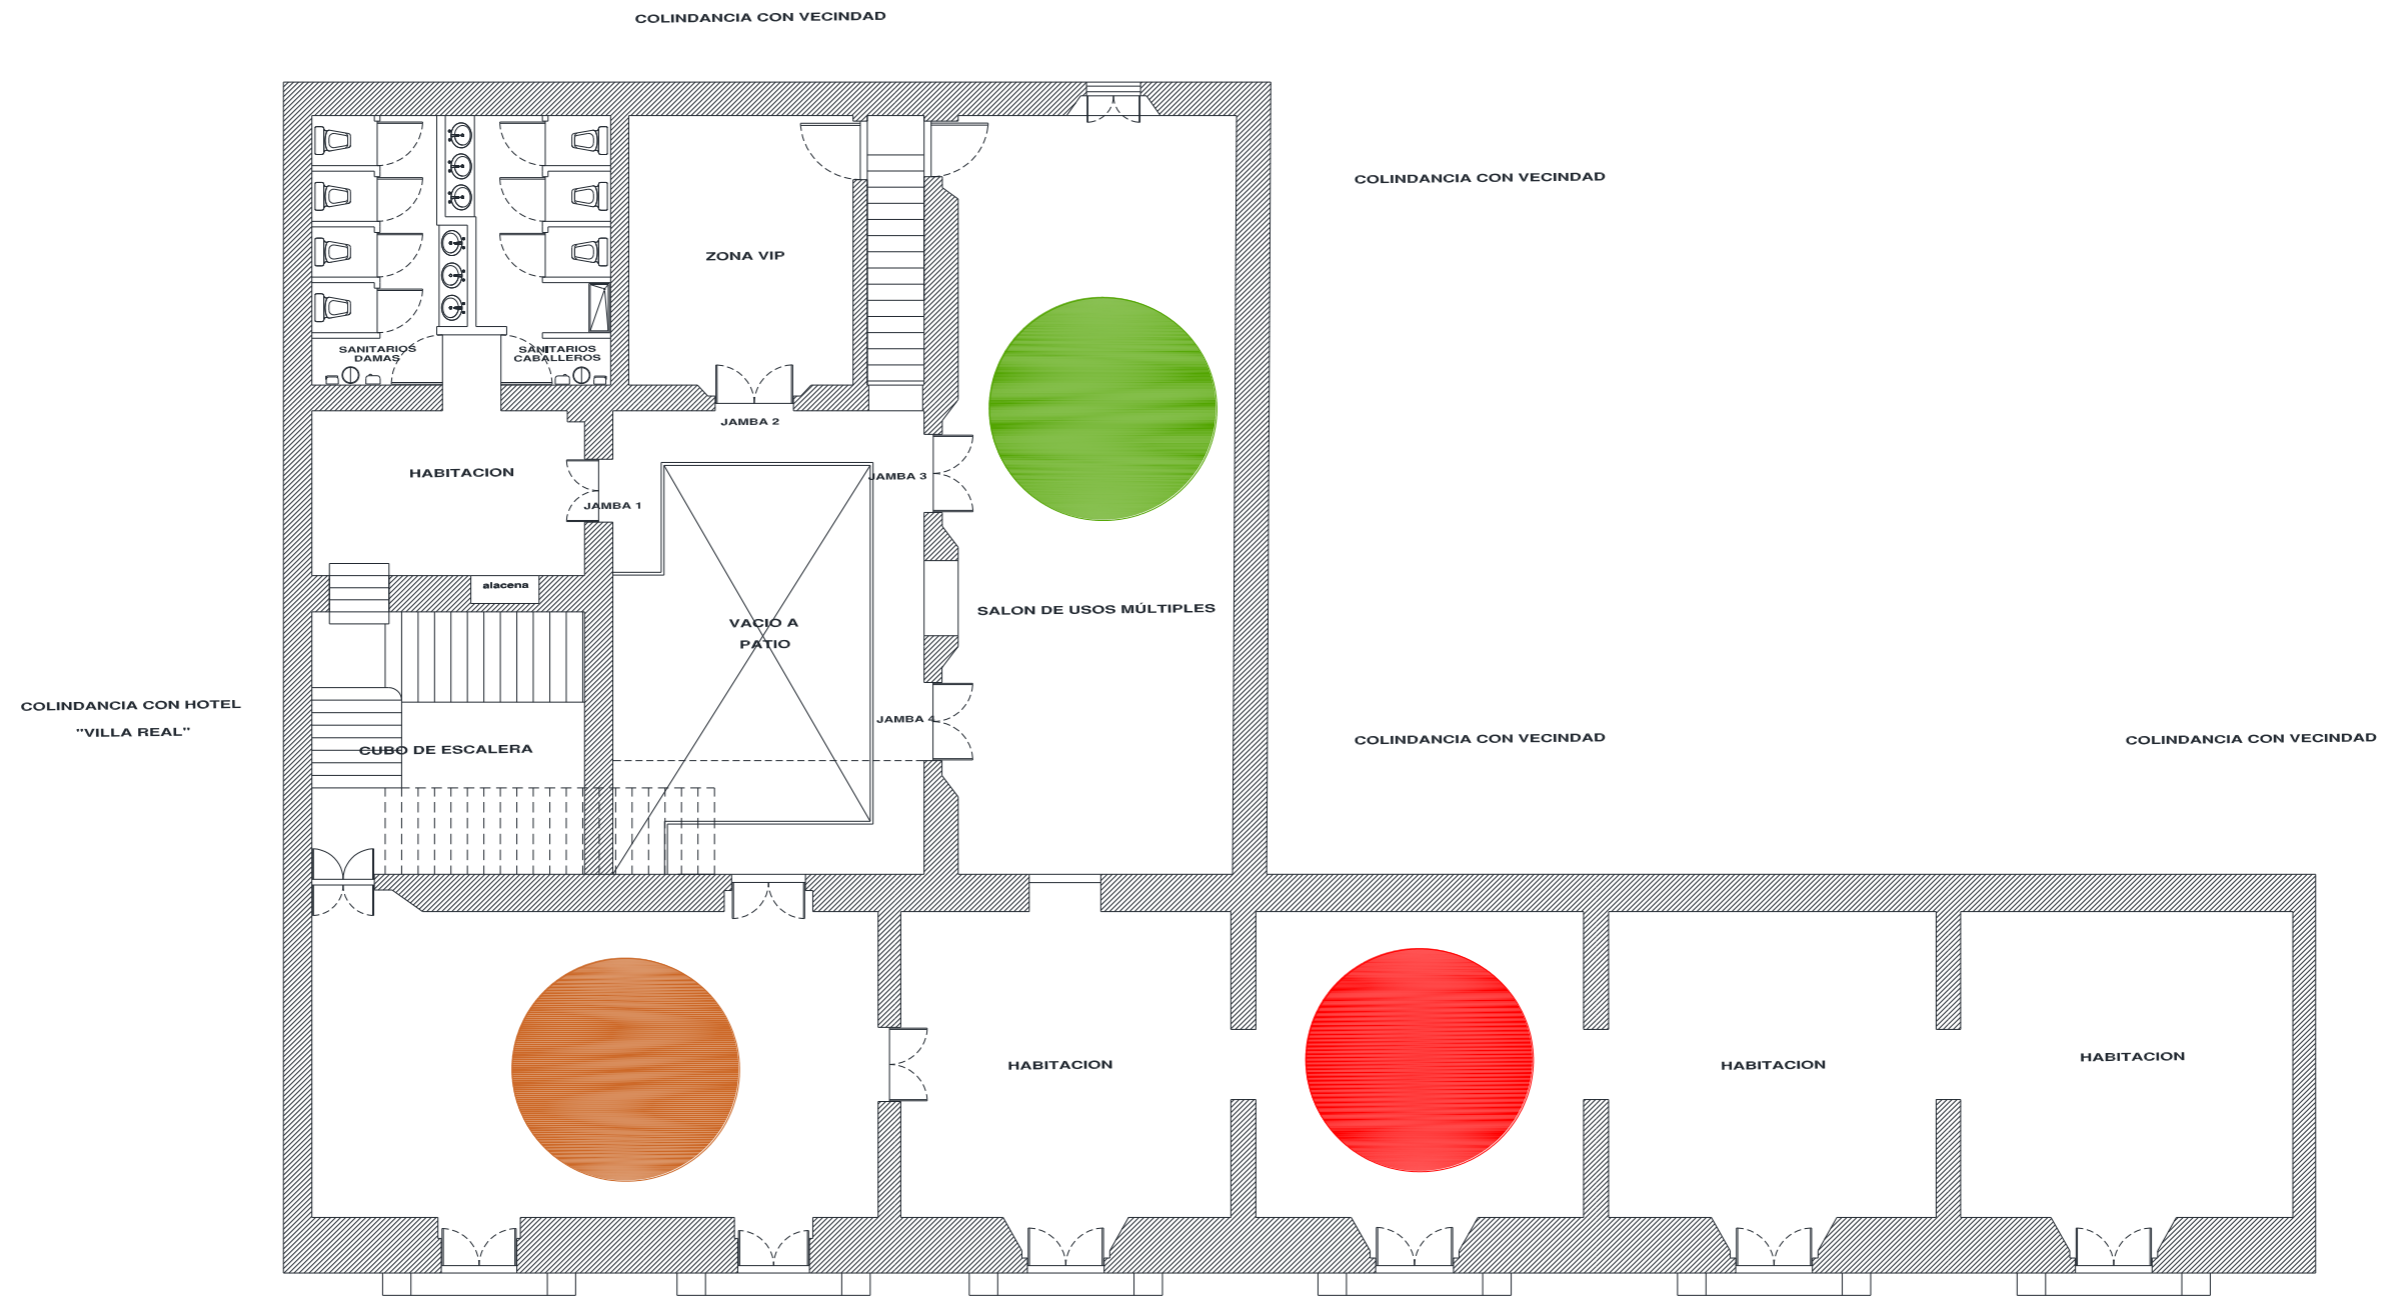 COLINDANCIA CON VECINDAD
COLINDANCIA CON VECINDAD
ZONA VIP
SANITARIOS
DAMAS
SANITARIOS
CABALLEROS
JAMBA 2
HABITACION
JAMBA 3
JAMBA 1
alacena
SALON DE USOS MÚLTIPLES
VACIO A
PATIO
COLINDANCIA CON HOTEL
"VILLA REAL"
JAMBA 4
CUBO DE ESCALERA
COLINDANCIA CON VECINDAD
COLINDANCIA CON VECINDAD
HABITACION
HABITACION
HABITACION